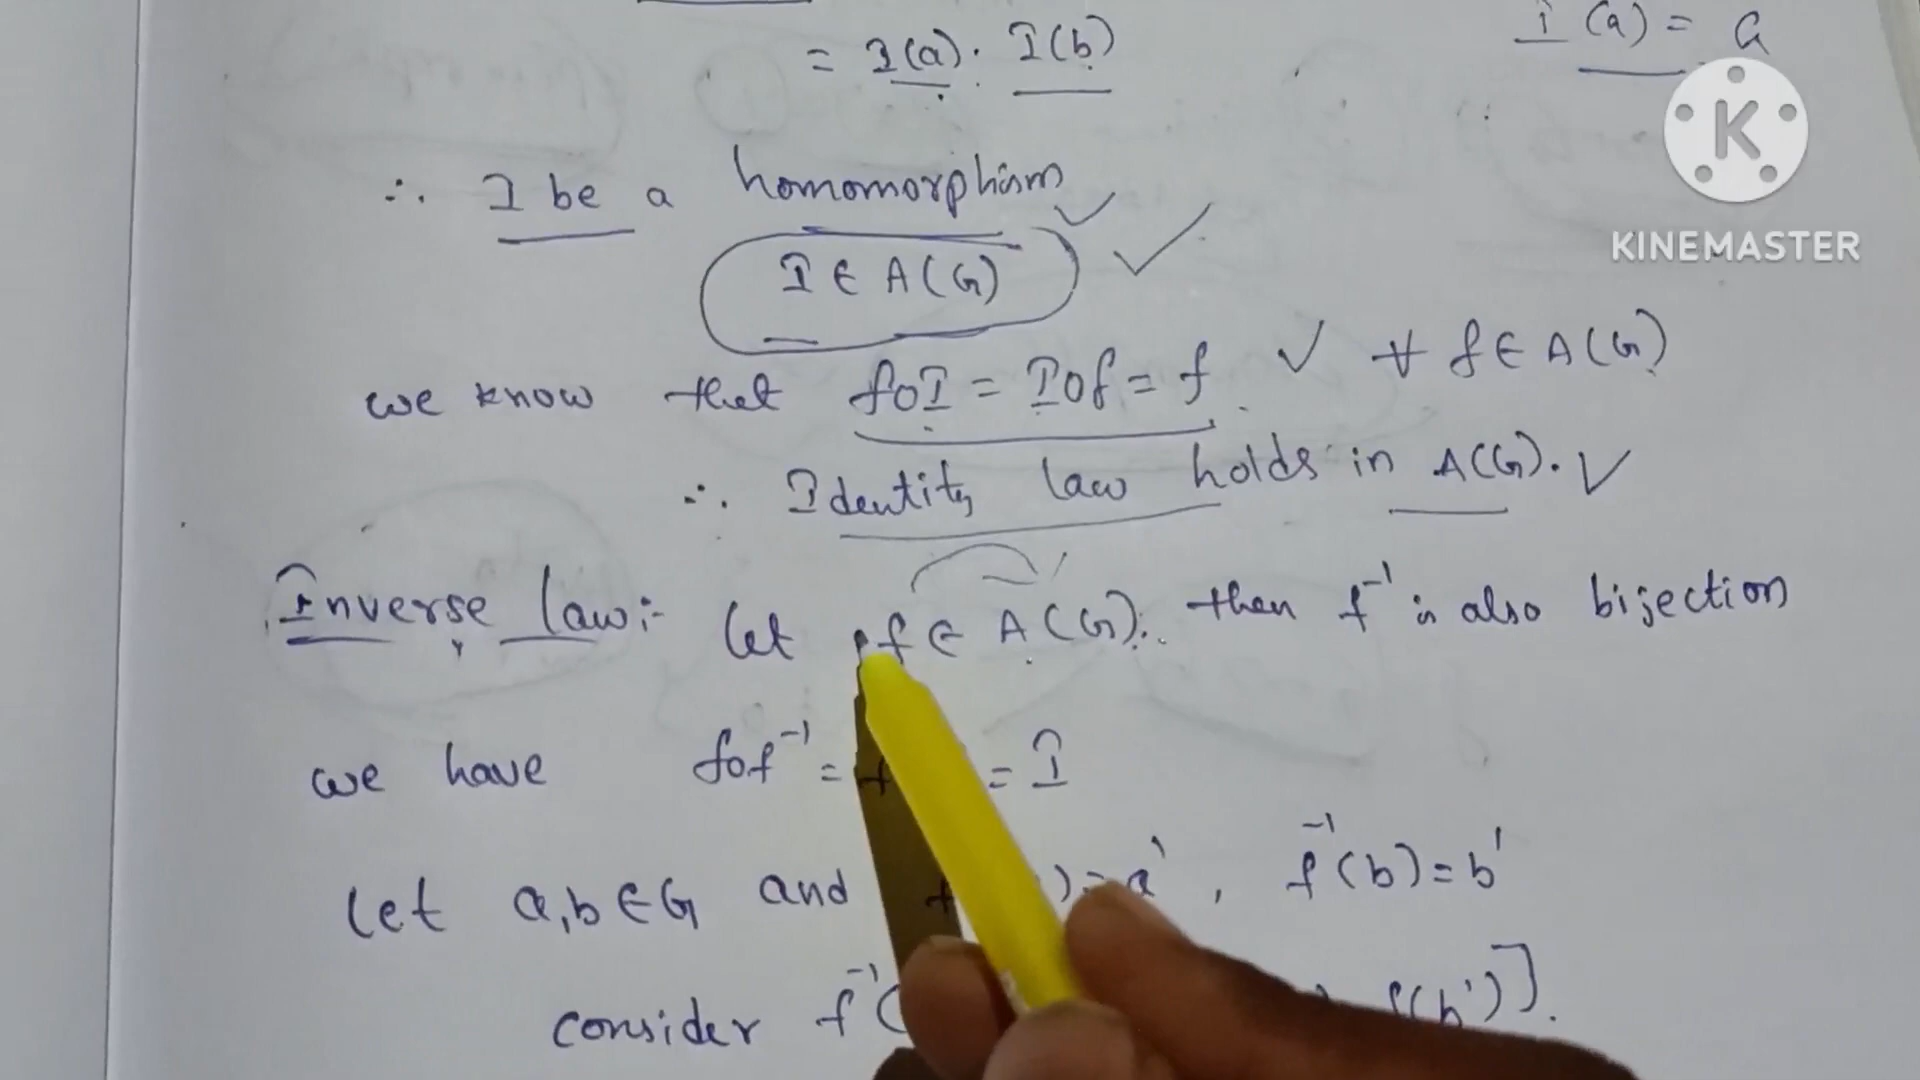 = I(a). I(b)
I(a) = a
∴ I be a homomorphism
I ∈ A(G)
we know that foI = Iof = f ∀ f ∈ A(G)
∴ Identity law holds in A(G).
Inverse law:- Let f ∈ A(G). then f⁻¹ is also bijection
we have fof⁻¹ = = I
Let a,b ∈ G and ) = a' , f⁻¹(b) = b'
consider f⁻¹( f(b')].
K
KINEMASTER